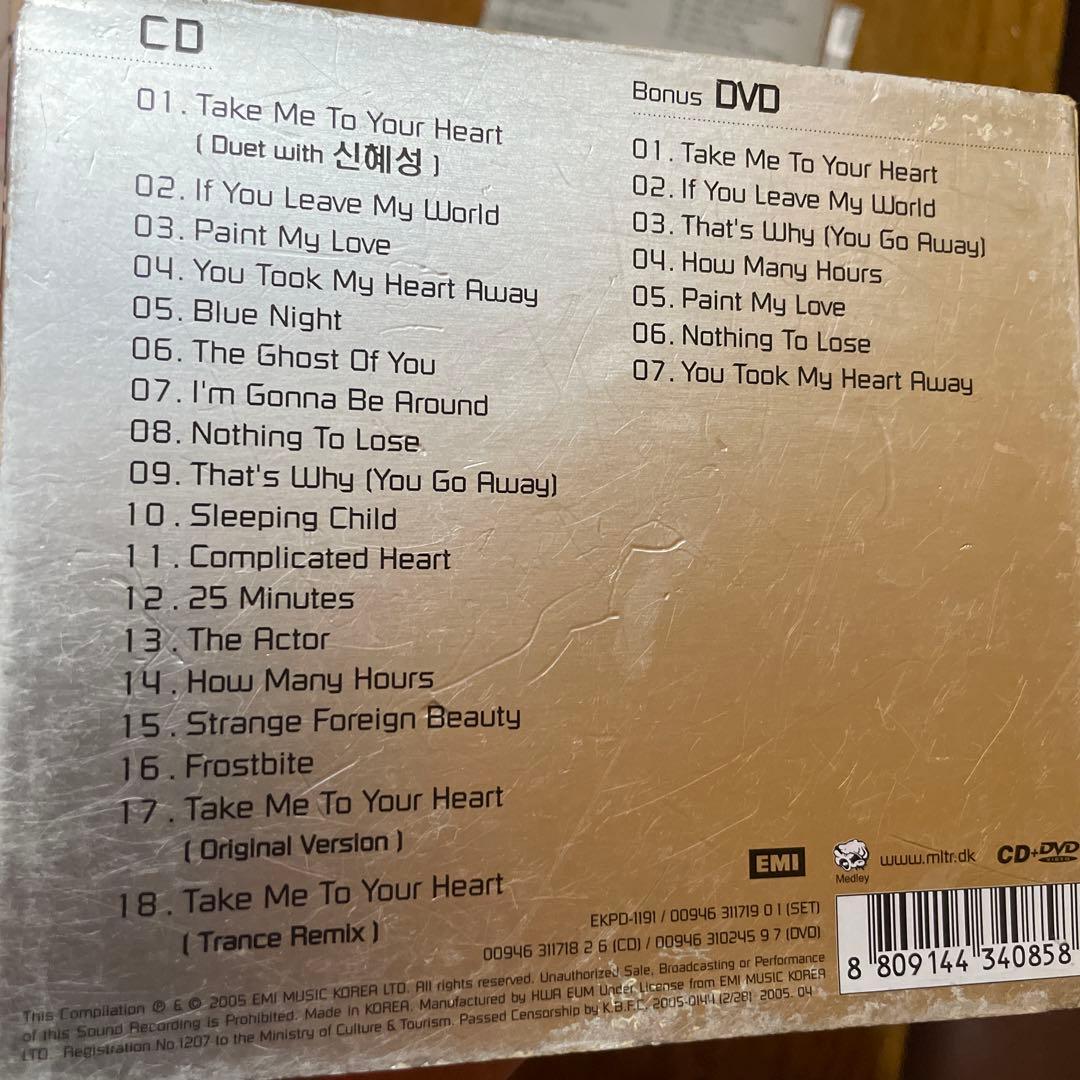 CD
01. Take Me To Your Heart
( Duet with 신혜성 )
02. If You Leave My World
03. Paint My Love
04. You Took My Heart Away
05. Blue Night
06. The Ghost Of You
07. I'm Gonna Be Around
08. Nothing To Lose
09. That's Why (You Go Away)
10. Sleeping Child
11. Complicated Heart
12. 25 Minutes
13. The Actor
14. How Many Hours
15. Strange Foreign Beauty
16. Frostbite
17. Take Me To Your Heart
( Original Version )
18. Take Me To Your Heart
( Trance Remix )
Bonus DVD
01. Take Me To Your Heart
02. If You Leave My World
03. That's Why (You Go Away)
04. How Many Hours
05. Paint My Love
06. Nothing To Lose
07. You Took My Heart Away
EMI
Medley
www.mltr.dk
CD+DVD
VIDEO
EKPD-1191 / 00946 311719 0 1 (SET)
00946 311718 2 6 (CD) / 00946 310245 9 7 (DVD)
8 809144 340858
This Compilation ℗ & © 2005 EMI MUSIC KOREA LTD. All rights reserved. Unauthorized Sale, Broadcasting or Performance
of this Sound Recording is Prohibited. Made in KOREA. Manufactured by HWA EUM Under License from EMI MUSIC KOREA
LTD. Registration No.1207 to the Ministry of Culture & Tourism. Passed Censorship by K.B.F.C. 2005-0144 (2/28) 2005. 04